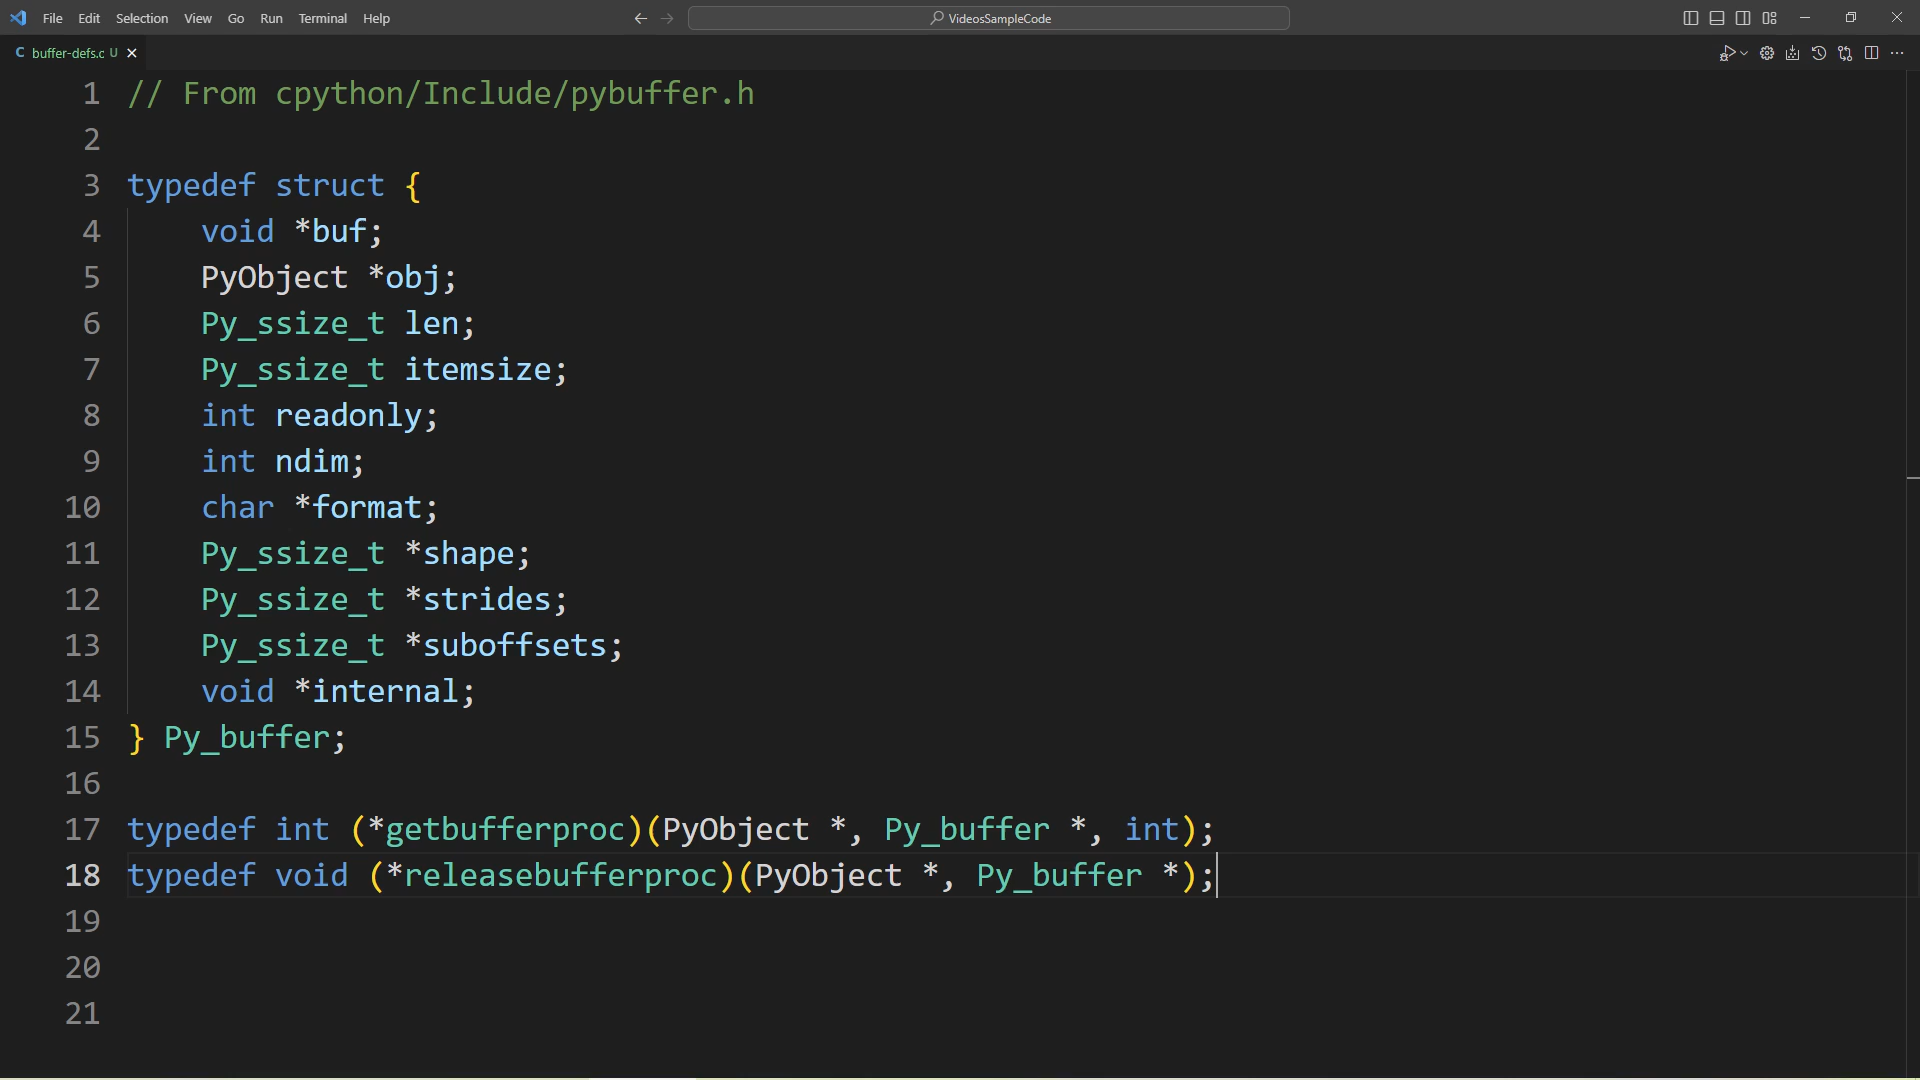 File Edit Selection View Go Run Terminal Help
VideosSampleCode
C buffer-defs.c U
1 // From cpython/Include/pybuffer.h
2
3 typedef struct {
4     void *buf;
5     PyObject *obj;
6     Py_ssize_t len;
7     Py_ssize_t itemsize;
8     int readonly;
9     int ndim;
10     char *format;
11     Py_ssize_t *shape;
12     Py_ssize_t *strides;
13     Py_ssize_t *suboffsets;
14     void *internal;
15 } Py_buffer;
16
17 typedef int (*getbufferproc)(PyObject *, Py_buffer *, int);
18 typedef void (*releasebufferproc)(PyObject *, Py_buffer *);
19
20
21